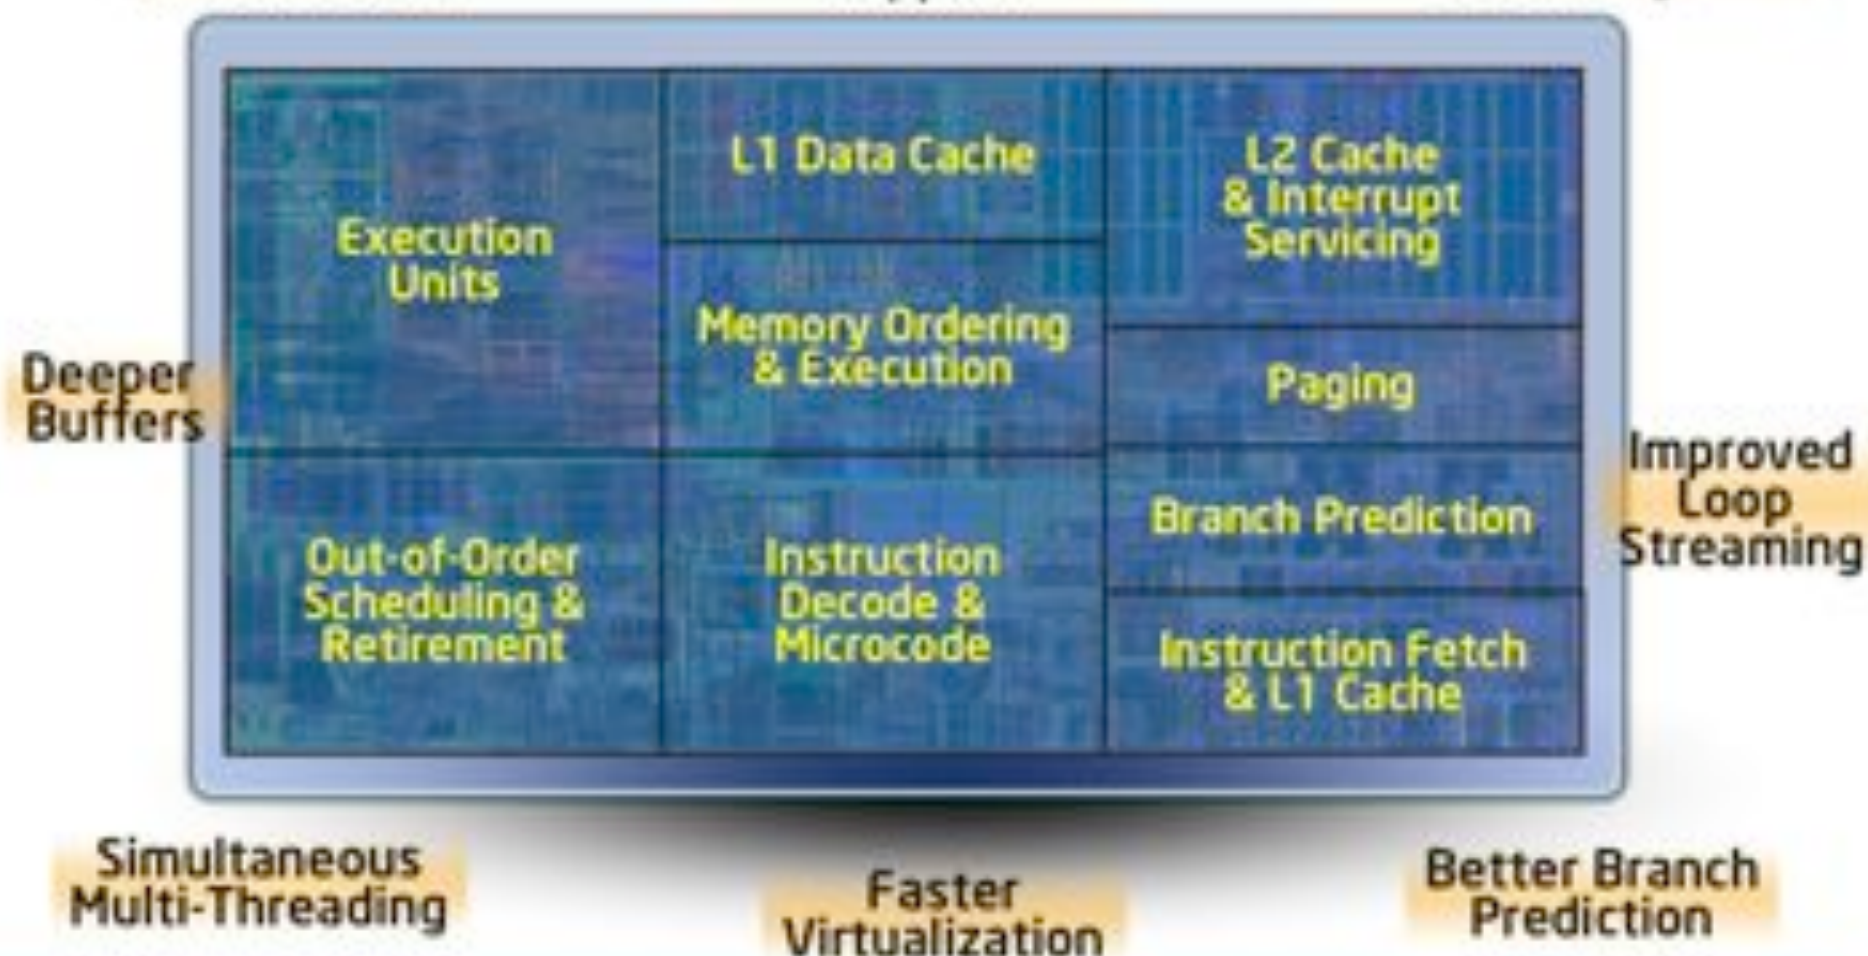 L1 Data Cache
L2 Cache
& Interrupt
Servicing
Execution
Units
Memory Ordering
& Execution
Paging
Deeper
Buffers
Improved
Loop
Streaming
Branch Prediction
Out-of-Order
Scheduling &
Retirement
Instruction
Decode &
Microcode
Instruction Fetch
& L1 Cache
Simultaneous
Multi-Threading
Faster
Virtualization
Better Branch
Prediction